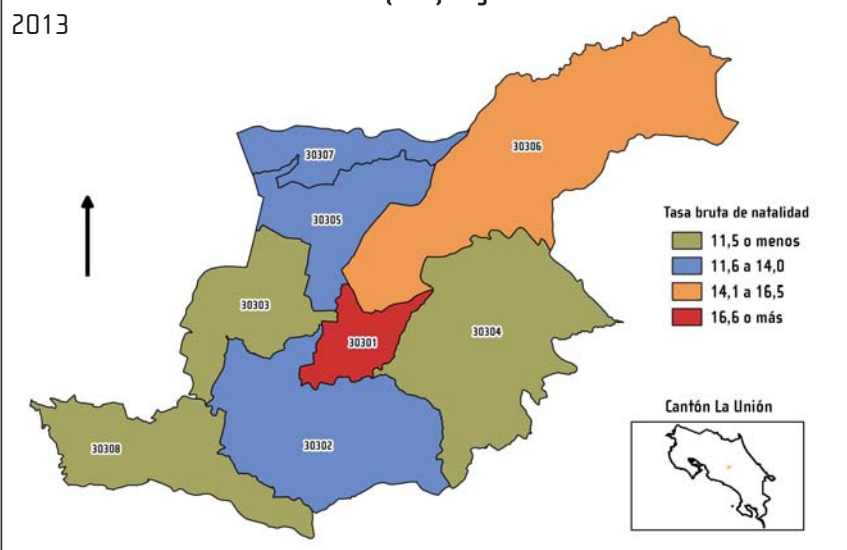 2013
30307
30306
30305
30303
30304
30301
30302
30308
Tasa bruta de natalidad
11,5 o menos
11,6 a 14,0
14,1 a 16,5
16,6 o más
Cantón La Unión